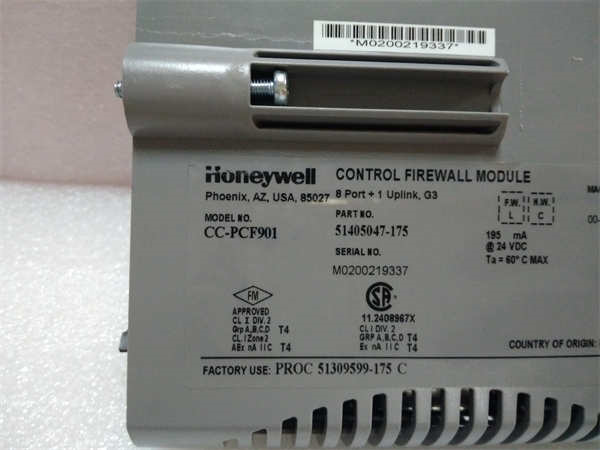 *M0200219337*
Honeywell CONTROL FIREWALL MODULE
Phoenix, AZ, USA, 85027 8 Port + 1 Uplink, G3
MODEL NO. PART NO.
CC-PCF901 51405047-175
SERIAL NO.
M0200219337
F.W. H.W.
L C
195 mA
@ 24 VDC
Ta = 60° C MAX
00-
FM
APPROVED
CL I DIV. 2
Grp A,B,C,D T4
CL. I Zone 2
AEx nA II C T4
SA
11.2408967X
CL I DIV. 2
GRP A,B,C,D T4
Ex nA II C T4
COUNTRY OF ORIGIN:
FACTORY USE: PROC 51309599-175 C